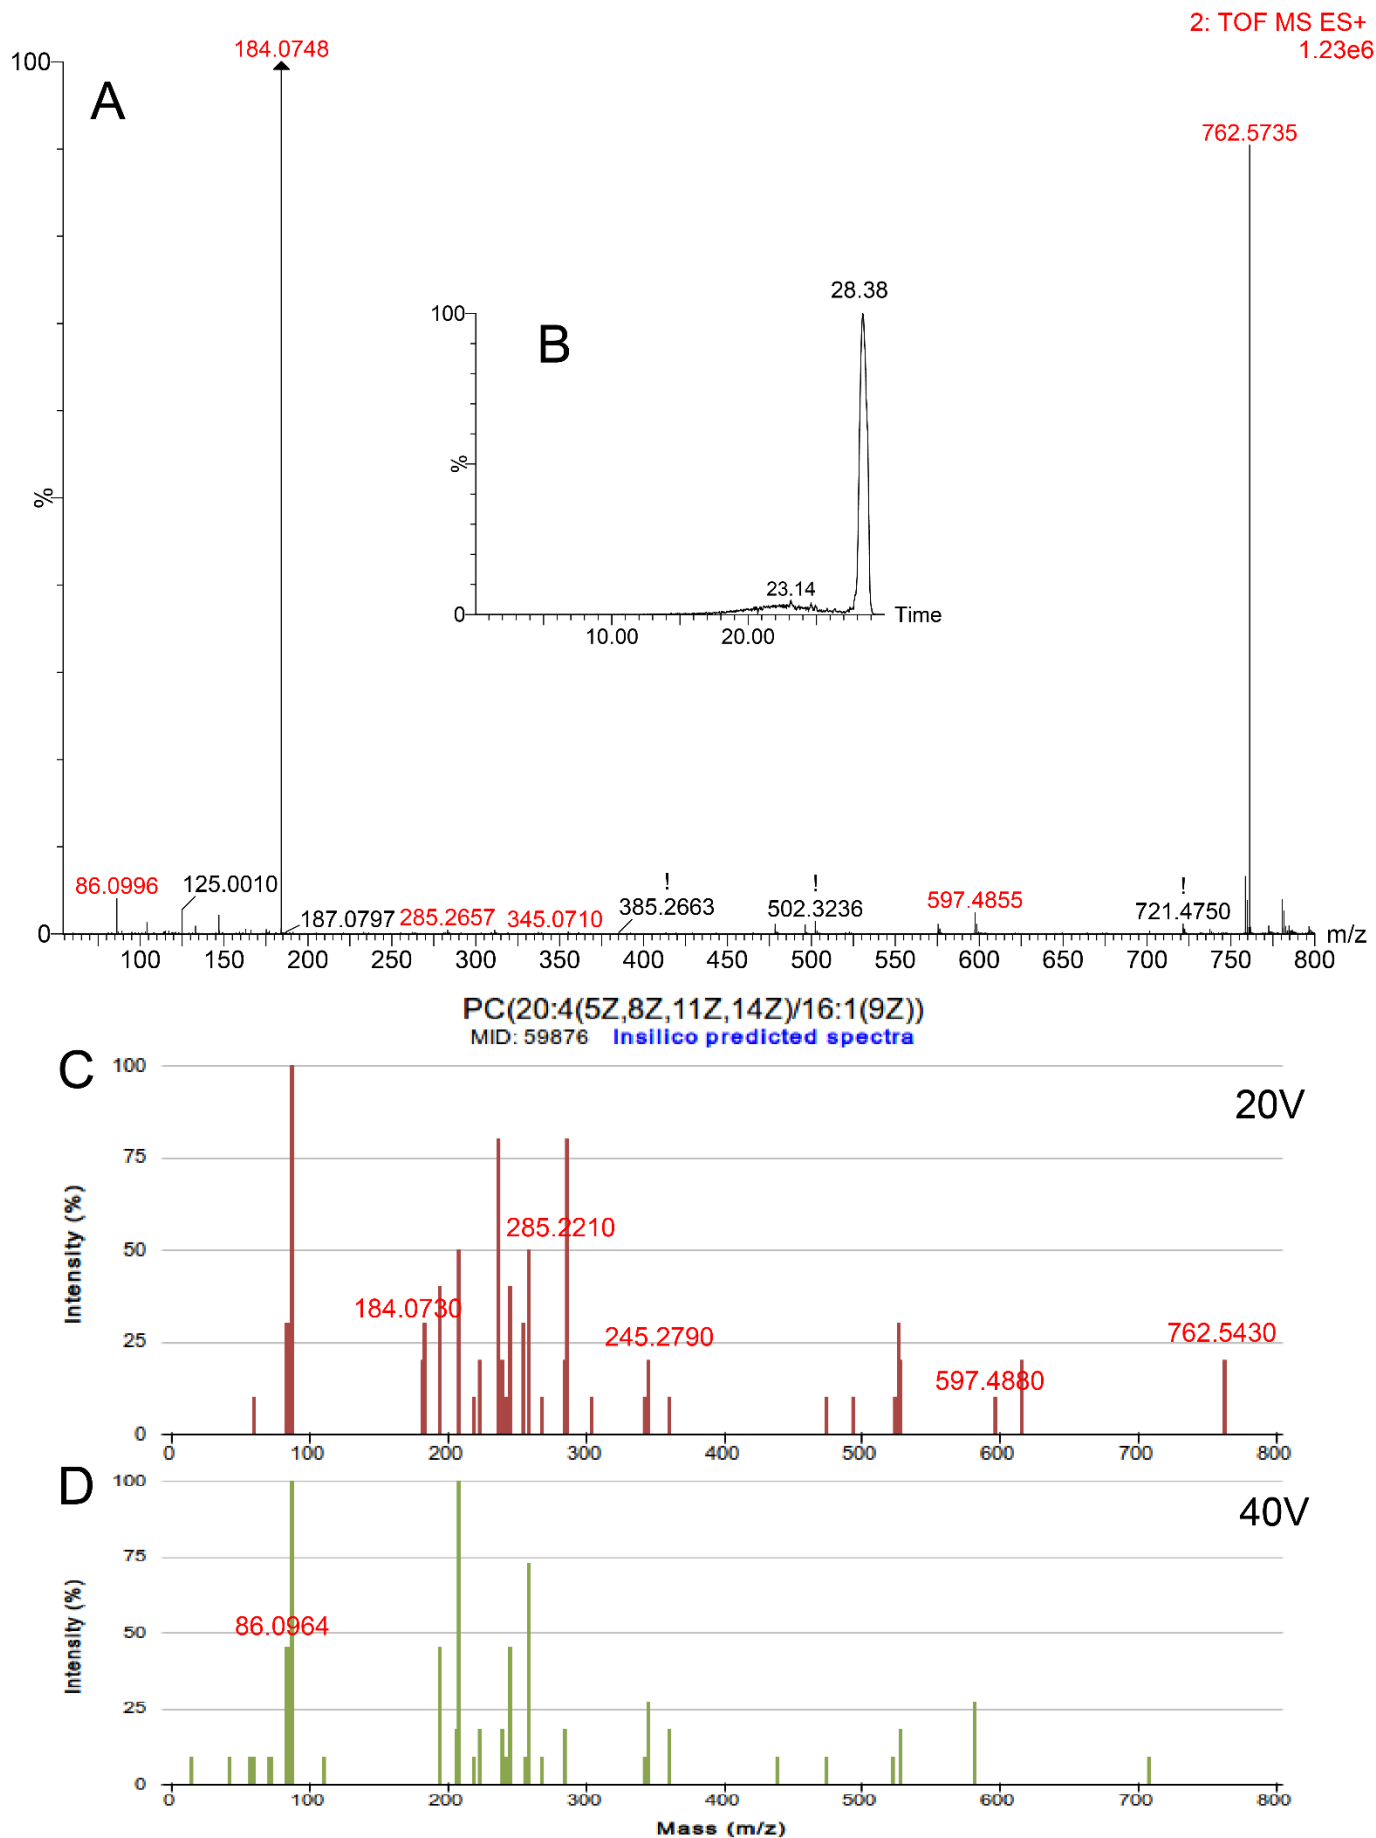 2: TOF MS ES+
1.23e6
184.0748
100
A
762.5735
28.38
100
B
%
%
23.14
0
Time
10.00 20.00
86.0996
125.0010
187.0797
285.2657
345.0710
!
385.2663
!
502.3236
597.4855
!
721.4750
0
m/z
100 150 200 250 300 350 400 450 500 550 600 650 700 750 800
PC(20:4(5Z,8Z,11Z,14Z)/16:1(9Z))
MID: 59876 Insilico predicted spectra
C
100
20V
75
Intensity (%)
285.2210
50
184.0730
245.2790
762.5430
25
597.4880
0
0 100 200 300 400 500 600 700 800
D
100
40V
75
Intensity (%)
86.0964
50
25
0
0 100 200 300 400 500 600 700 800
Mass (m/z)